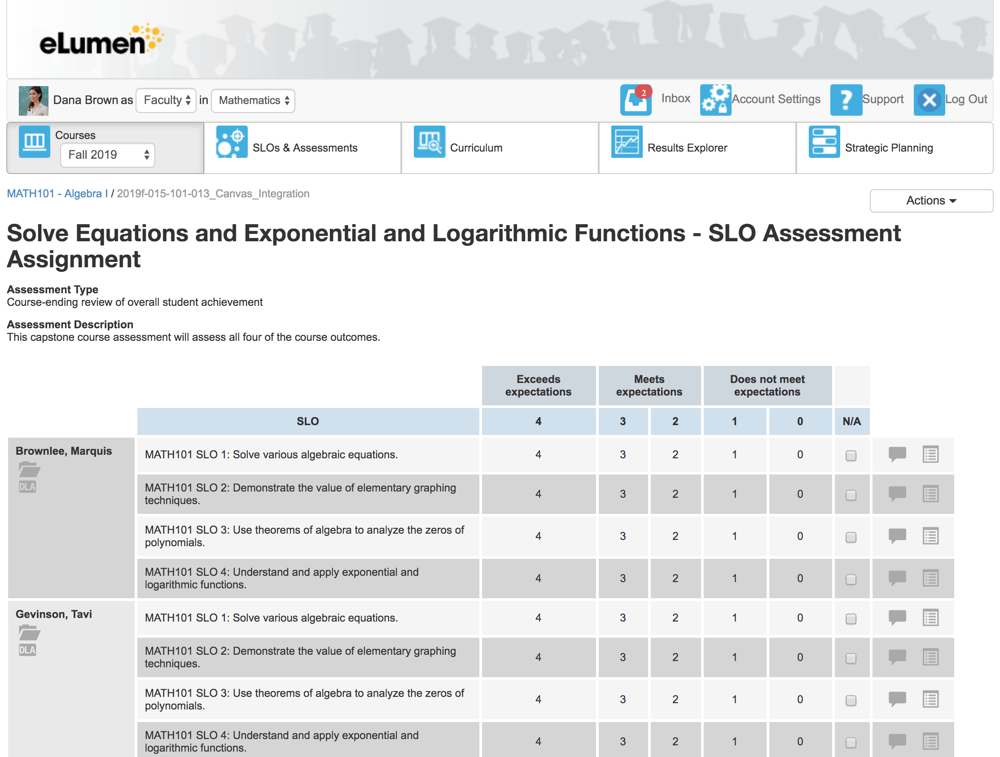 eLumen
Dana Brown as Faculty in Mathematics 2 Inbox Account Settings Support Log Out
Courses
Fall 2019 SLOs & Assessments Curriculum Results Explorer Strategic Planning
MATH101 - Algebra I / 2019f-015-101-013_Canvas_Integration
Actions
Solve Equations and Exponential and Logarithmic Functions - SLO Assessment
Assignment
Assessment Type
Course-ending review of overall student achievement
Assessment Description
This capstone course assessment will assess all four of the course outcomes.
Exceeds Meets Does not meet
expectations expectations expectations
SLO 4 3 2 1 0 N/A
Brownlee, Marquis
DLA
MATH101 SLO 1: Solve various algebraic equations. 4 3 2 1 0
MATH101 SLO 2: Demonstrate the value of elementary graphing
techniques. 4 3 2 1 0
MATH101 SLO 3: Use theorems of algebra to analyze the zeros of
polynomials. 4 3 2 1 0
MATH101 SLO 4: Understand and apply exponential and
logarithmic functions. 4 3 2 1 0
Gevinson, Tavi
DLA
MATH101 SLO 1: Solve various algebraic equations. 4 3 2 1 0
MATH101 SLO 2: Demonstrate the value of elementary graphing
techniques. 4 3 2 1 0
MATH101 SLO 3: Use theorems of algebra to analyze the zeros of
polynomials. 4 3 2 1 0
MATH101 SLO 4: Understand and apply exponential and
logarithmic functions. 4 3 2 1 0